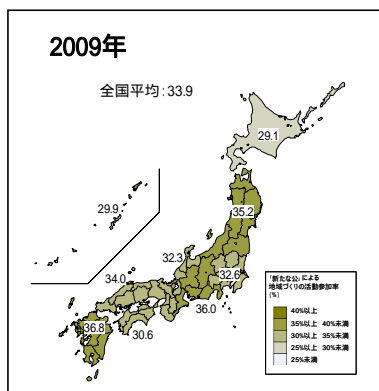 2009年
全国平均：33.9
29.1
29.9
35.2
32.3
34.0
32.6
36.0
36.8
30.6
「新たな公」による
地域づくりの活動参加率
(%)
40%以上
35%以上 40%未満
30%以上 35%未満
25%以上 30%未満
25%未満